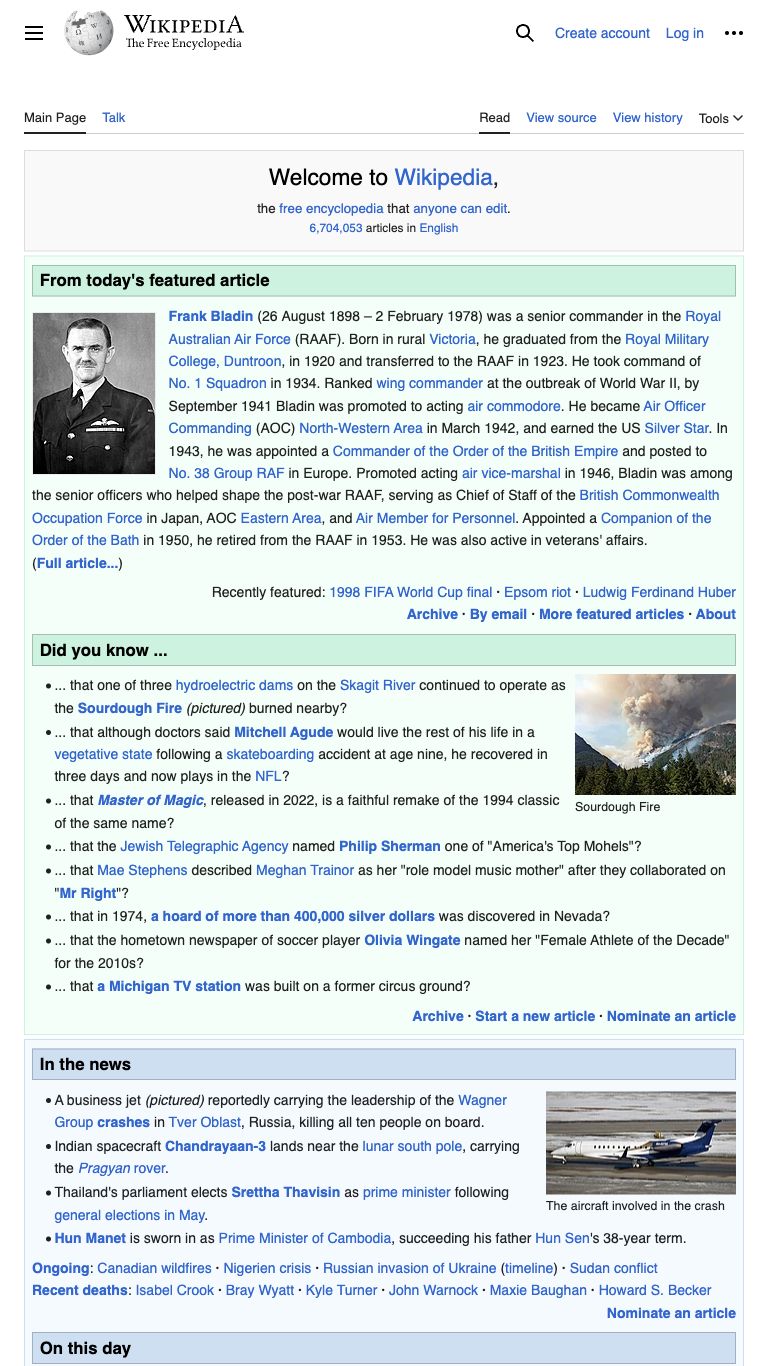 WIKIPEDIA
The Free Encyclopedia
Create account Log in
Main Page Talk Read View source View history Tools
Welcome to Wikipedia,
the free encyclopedia that anyone can edit.
6,704,053 articles in English
From today's featured article
Frank Bladin (26 August 1898 – 2 February 1978) was a senior commander in the Royal
Australian Air Force (RAAF). Born in rural Victoria, he graduated from the Royal Military
College, Duntroon, in 1920 and transferred to the RAAF in 1923. He took command of
No. 1 Squadron in 1934. Ranked wing commander at the outbreak of World War II, by
September 1941 Bladin was promoted to acting air commodore. He became Air Officer
Commanding (AOC) North-Western Area in March 1942, and earned the US Silver Star. In
1943, he was appointed a Commander of the Order of the British Empire and posted to
No. 38 Group RAF in Europe. Promoted acting air vice-marshal in 1946, Bladin was among
the senior officers who helped shape the post-war RAAF, serving as Chief of Staff of the British Commonwealth
Occupation Force in Japan, AOC Eastern Area, and Air Member for Personnel. Appointed a Companion of the
Order of the Bath in 1950, he retired from the RAAF in 1953. He was also active in veterans' affairs.
(Full article...)
Recently featured: 1998 FIFA World Cup final · Epsom riot · Ludwig Ferdinand Huber
Archive · By email · More featured articles · About
Did you know ...
• ... that one of three hydroelectric dams on the Skagit River continued to operate as
the Sourdough Fire (pictured) burned nearby?
• ... that although doctors said Mitchell Agude would live the rest of his life in a
vegetative state following a skateboarding accident at age nine, he recovered in
three days and now plays in the NFL?
• ... that Master of Magic, released in 2022, is a faithful remake of the 1994 classic
of the same name?
Sourdough Fire
• ... that the Jewish Telegraphic Agency named Philip Sherman one of "America's Top Mohels"?
• ... that Mae Stephens described Meghan Trainor as her "role model music mother" after they collaborated on
"Mr Right"?
• ... that in 1974, a hoard of more than 400,000 silver dollars was discovered in Nevada?
• ... that the hometown newspaper of soccer player Olivia Wingate named her "Female Athlete of the Decade"
for the 2010s?
• ... that a Michigan TV station was built on a former circus ground?
Archive · Start a new article · Nominate an article
In the news
• A business jet (pictured) reportedly carrying the leadership of the Wagner
Group crashes in Tver Oblast, Russia, killing all ten people on board.
• Indian spacecraft Chandrayaan-3 lands near the lunar south pole, carrying
the Pragyan rover.
• Thailand's parliament elects Srettha Thavisin as prime minister following
general elections in May.
The aircraft involved in the crash
• Hun Manet is sworn in as Prime Minister of Cambodia, succeeding his father Hun Sen's 38-year term.
Ongoing: Canadian wildfires · Nigerien crisis · Russian invasion of Ukraine (timeline) · Sudan conflict
Recent deaths: Isabel Crook · Bray Wyatt · Kyle Turner · John Warnock · Maxie Baughan · Howard S. Becker
Nominate an article
On this day